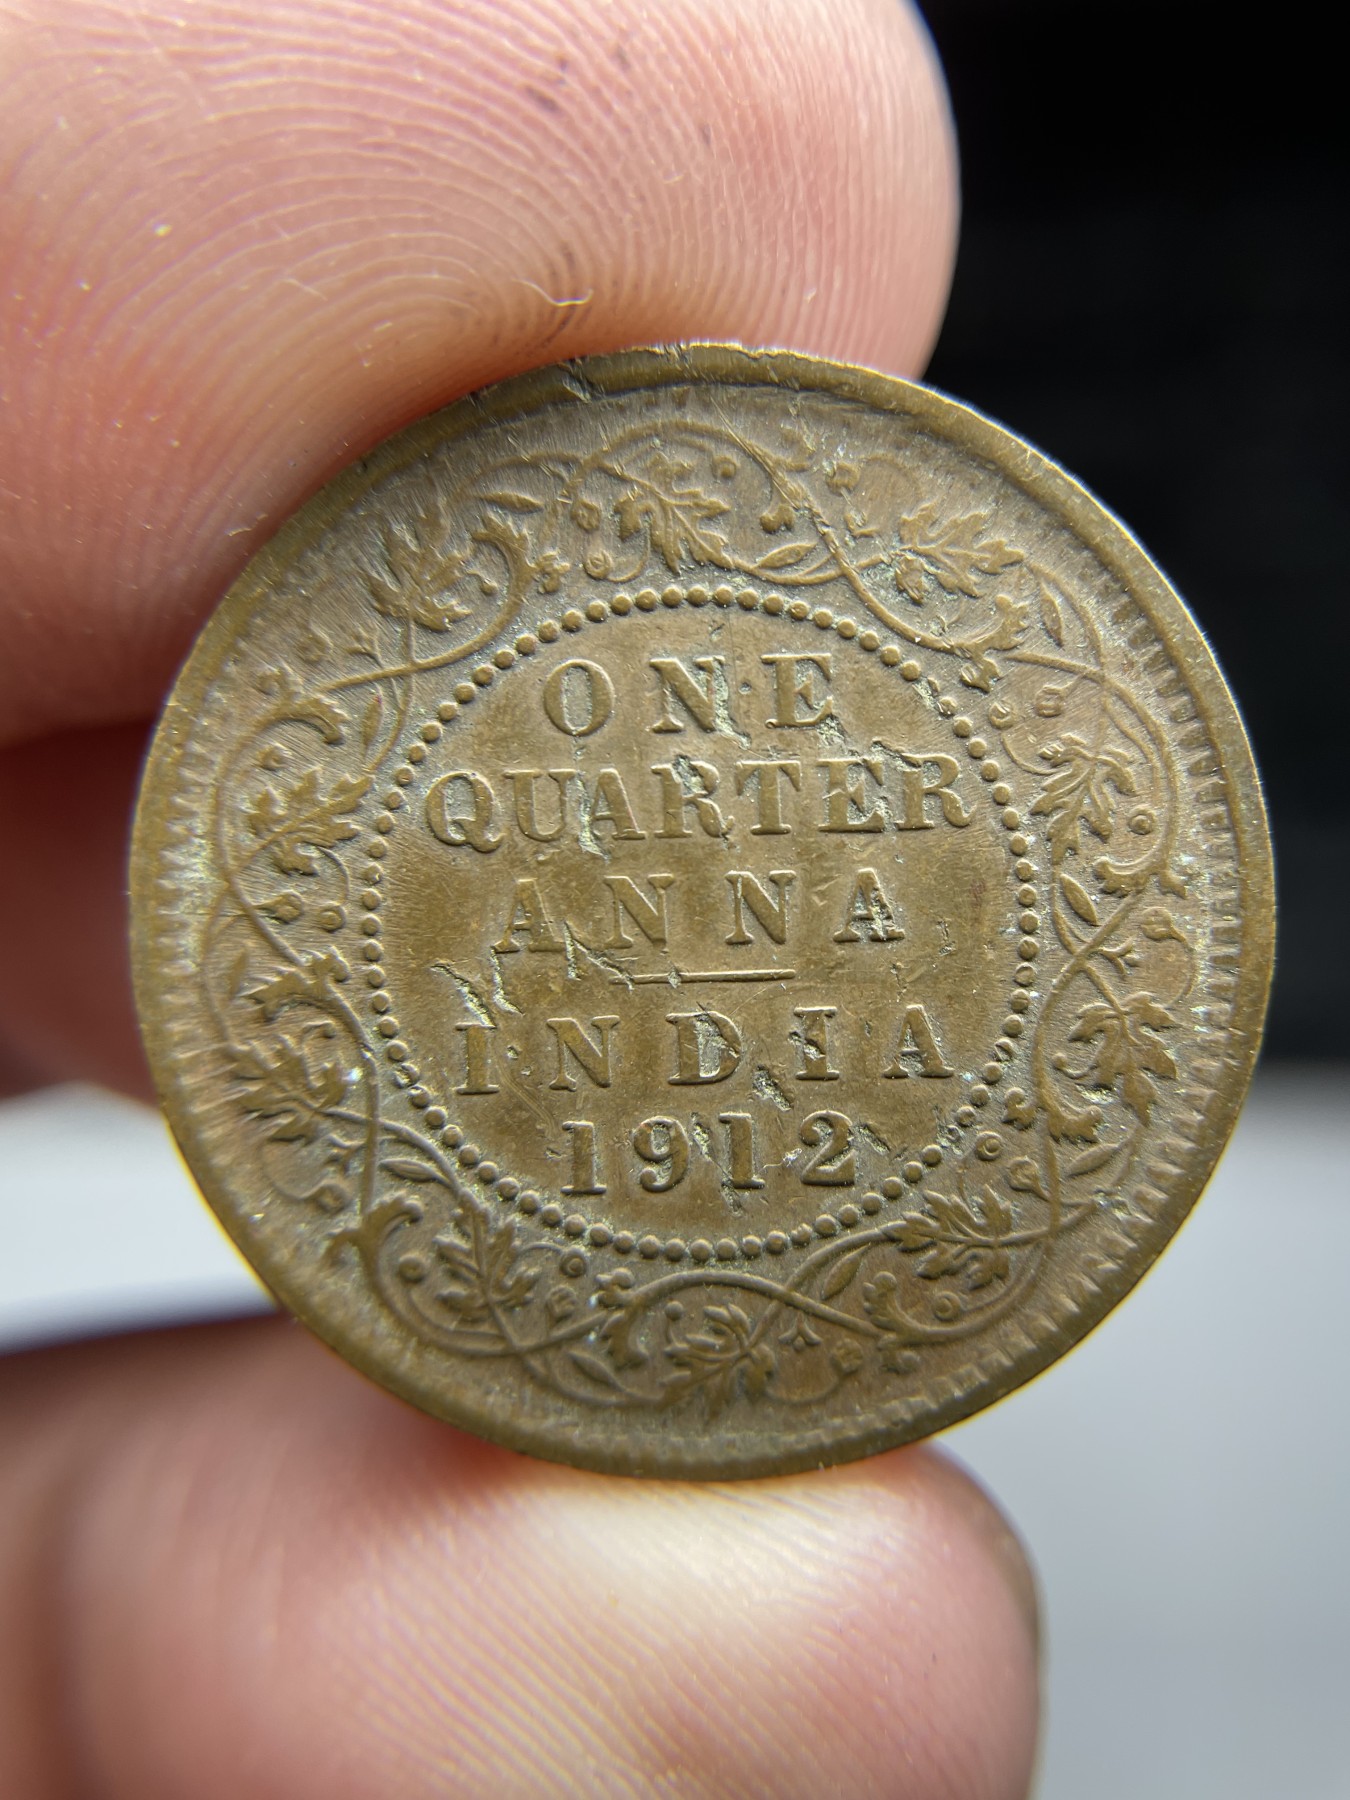 ONE
QUARTER
ANNA
INDIA
1912